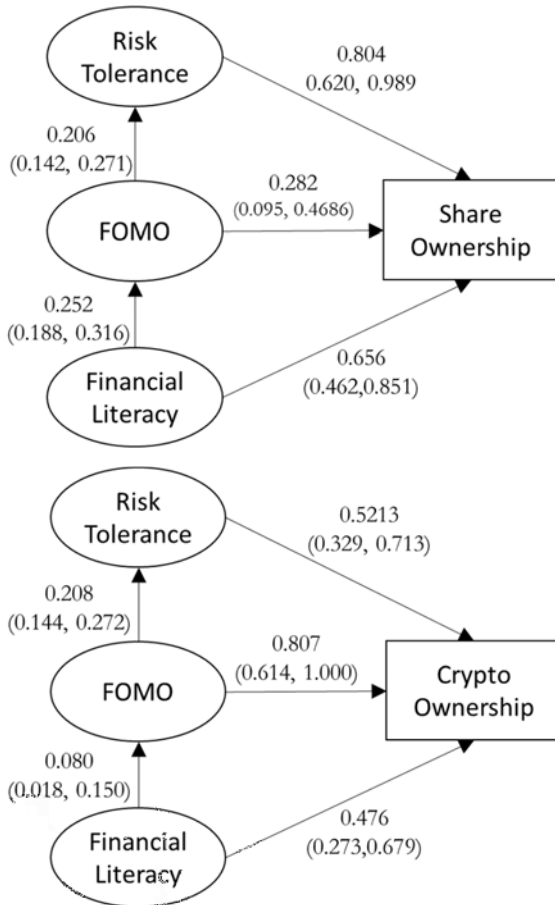 Risk
Tolerance
0.804
0.620, 0.989
0.206
(0.142, 0.271)
FOMO
0.282
(0.095, 0.4686)
Share
Ownership
0.252
(0.188, 0.316)
Financial
Literacy
0.656
(0.462,0.851)
Risk
Tolerance
0.5213
(0.329, 0.713)
0.208
(0.144, 0.272)
FOMO
0.807
(0.614, 1.000)
Crypto
Ownership
0.080
(0.018, 0.150)
Financial
Literacy
0.476
(0.273,0.679)